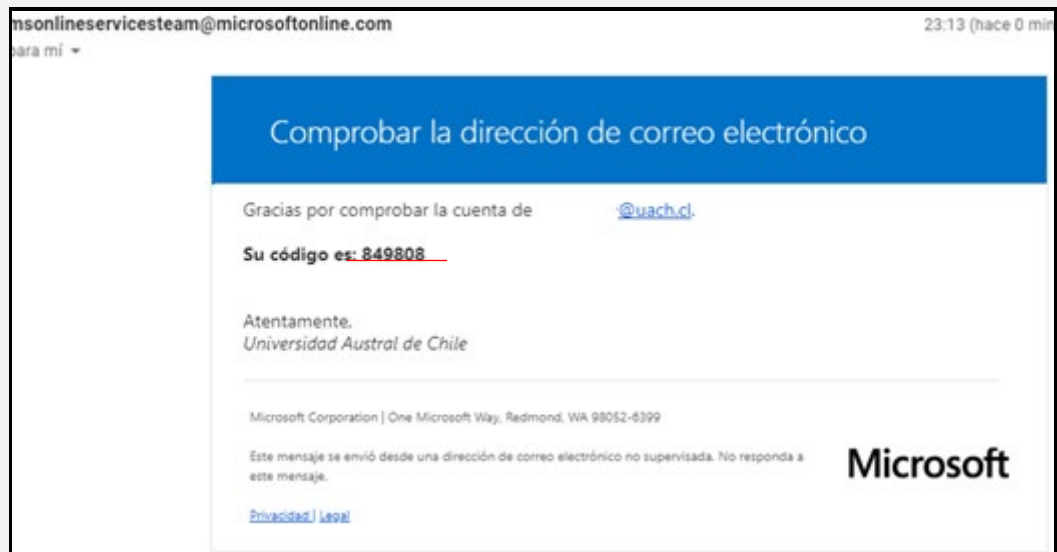 msonlineservicesteam@microsoftonline.com 23:13 (hace 0 min
para mí
Comprobar la dirección de correo electrónico
Gracias por comprobar la cuenta de @uach.cl.
Su código es: 849808
Atentamente,
Universidad Austral de Chile
Microsoft Corporation | One Microsoft Way, Redmond, WA 98052-6399
Este mensaje se envió desde una dirección de correo electrónico no supervisada. No responda a
este mensaje.
Microsoft
Privacidad | Legal